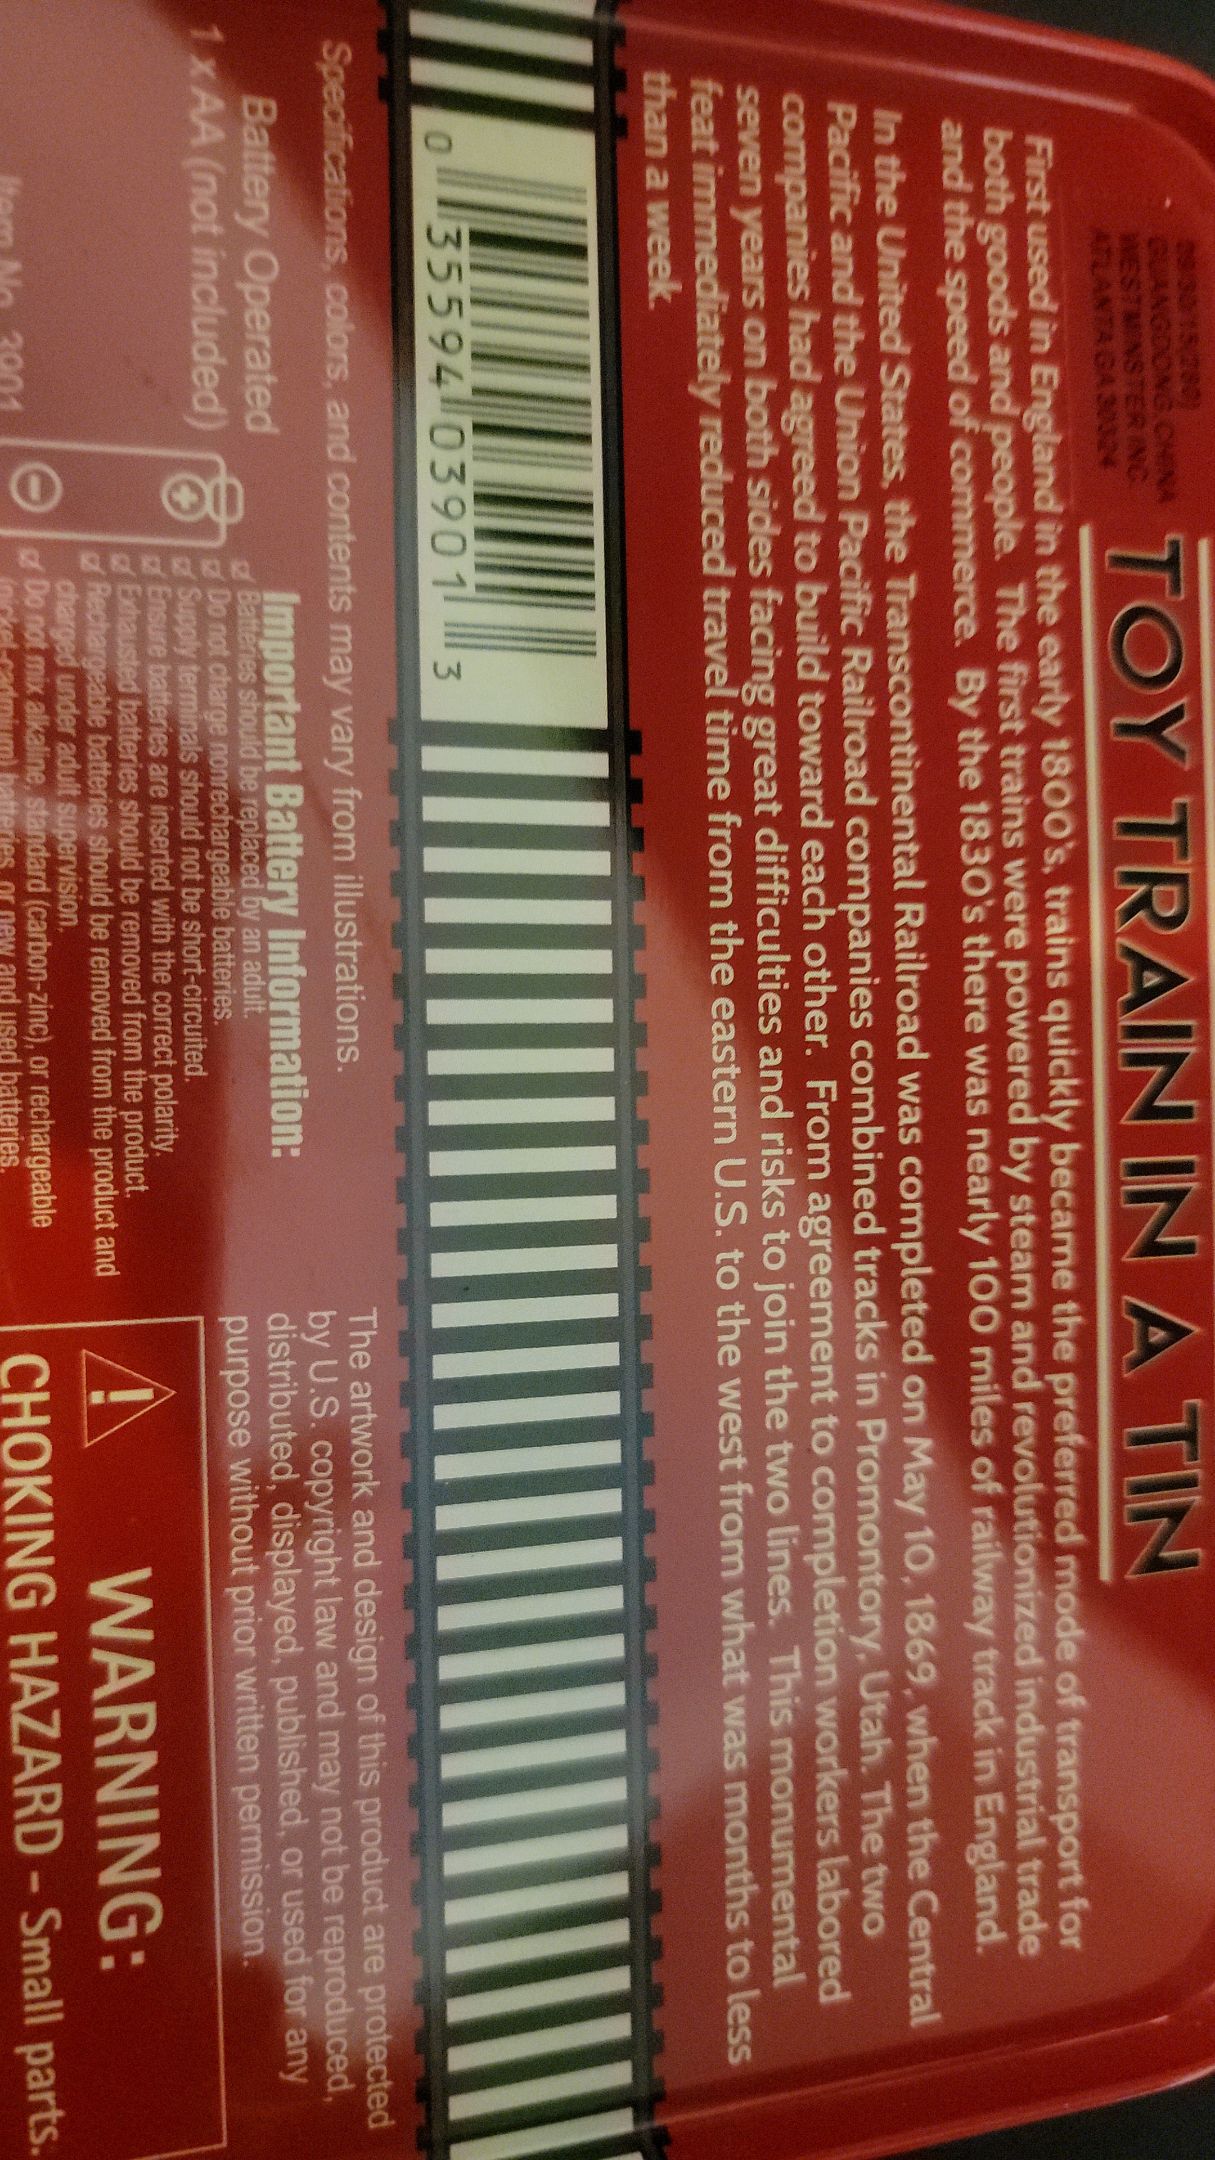 TOY TRAIN IN A TIN
GUANGDONG, CHINA
WESTMINSTER INC.
ATLANTA GA 30324
First used in England in the early 1800's, trains quickly became the preferred mode of transport for
both goods and people. The first trains were powered by steam and revolutionized industrial trade
and the speed of commerce. By the 1830's there was nearly 100 miles of railway track in England.
In the United States, the Transcontinental Railroad was completed on May 10, 1869, when the Central
Pacific and the Union Pacific Railroad companies combined tracks in Promontory, Utah. The two
companies had agreed to build toward each other. From agreement to completion workers labored
seven years on both sides facing great difficulties and risks to join the two lines. This monumental
feat immediately reduced travel time from the eastern U.S. to the west from what was months to less
than a week.
0 35594 03901 3
Specifications, colors, and contents may vary from illustrations.
Battery Operated
1 x AA (not included)
Item No. 3901
Important Battery Information:
Batteries should be replaced by an adult.
Do not charge nonrechargeable batteries.
Supply terminals should not be short-circuited.
Ensure batteries are inserted with the correct polarity.
Exhausted batteries should be removed from the product.
Rechargeable batteries should be removed from the product and
charged under adult supervision.
Do not mix alkaline, standard (carbon-zinc), or rechargeable
(nickel-cadmium) batteries, or new and used batteries.
The artwork and design of this product are protected
by U.S. copyright law and may not be reproduced,
distributed, displayed, published, or used for any
purpose without prior written permission.
WARNING:
CHOKING HAZARD - Small parts.